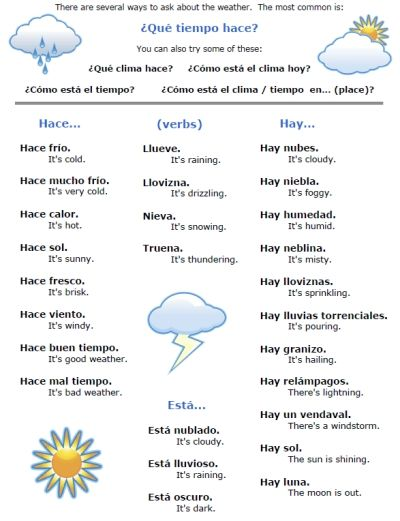 There are several ways to ask about the weather. The most common is:
¿Qué tiempo hace?
You can also try some of these:
¿Qué clima hace? ¿Cómo está el clima hoy?
¿Cómo está el tiempo? ¿Cómo está el clima / tiempo en... (place)?
Hace...
Hace frío.
It's cold.
Hace mucho frío.
It's very cold.
Hace calor.
It's hot.
Hace sol.
It's sunny.
Hace fresco.
It's brisk.
Hace viento.
It's windy.
Hace buen tiempo.
It's good weather.
Hace mal tiempo.
It's bad weather.
(verbs)
Llueve.
It's raining.
Llovizna.
It's drizzling.
Nieva.
It's snowing.
Truena.
It's thundering.
Está...
Está nublado.
It's cloudy.
Está lluvioso.
It's raining.
Está oscuro.
It's dark.
Hay...
Hay nubes.
It's cloudy.
Hay niebla.
It's foggy.
Hay humedad.
It's humid.
Hay neblina.
It's misty.
Hay lloviznas.
It's sprinkling.
Hay lluvias torrenciales.
It's pouring.
Hay granizo.
It's hailing.
Hay relámpagos.
There's lightning.
Hay un vendaval.
There's a windstorm.
Hay sol.
The sun is shining.
Hay luna.
The moon is out.